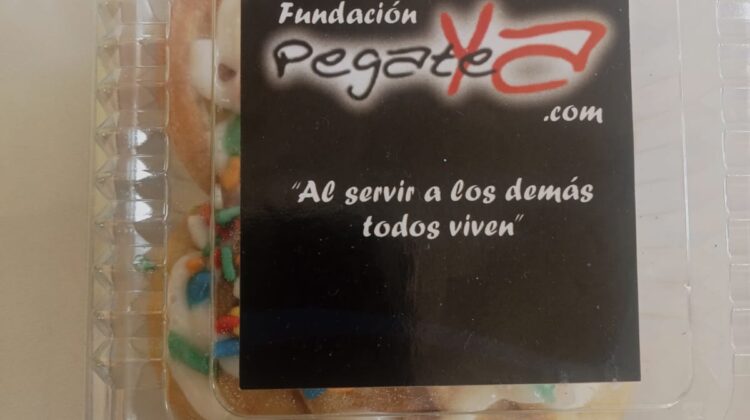 Fundación
PegateYa
.com
"Al servir a los demás
todos viven"